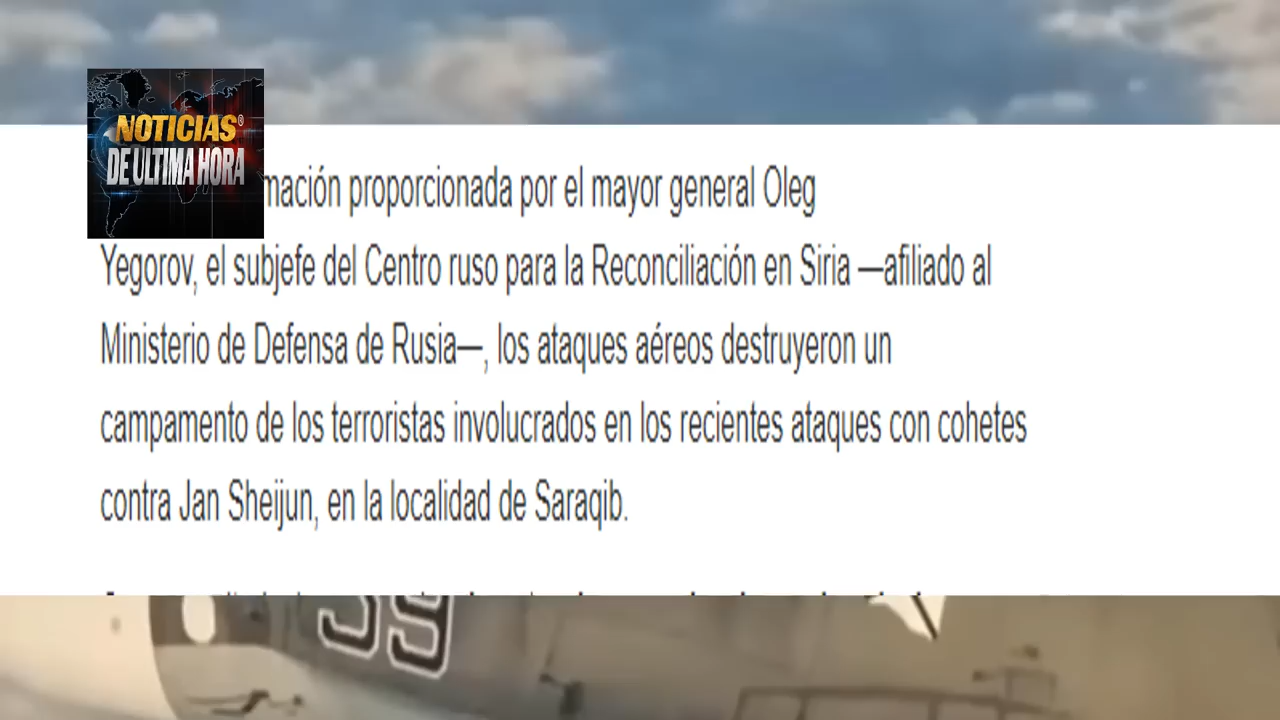 NOTICIAS®
DE ULTIMA HORA
mación proporcionada por el mayor general Oleg
Yegorov, el subjefe del Centro ruso para la Reconciliación en Siria —afiliado al
Ministerio de Defensa de Rusia—, los ataques aéreos destruyeron un
campamento de los terroristas involucrados en los recientes ataques con cohetes
contra Jan Sheijun, en la localidad de Saraqib.
39